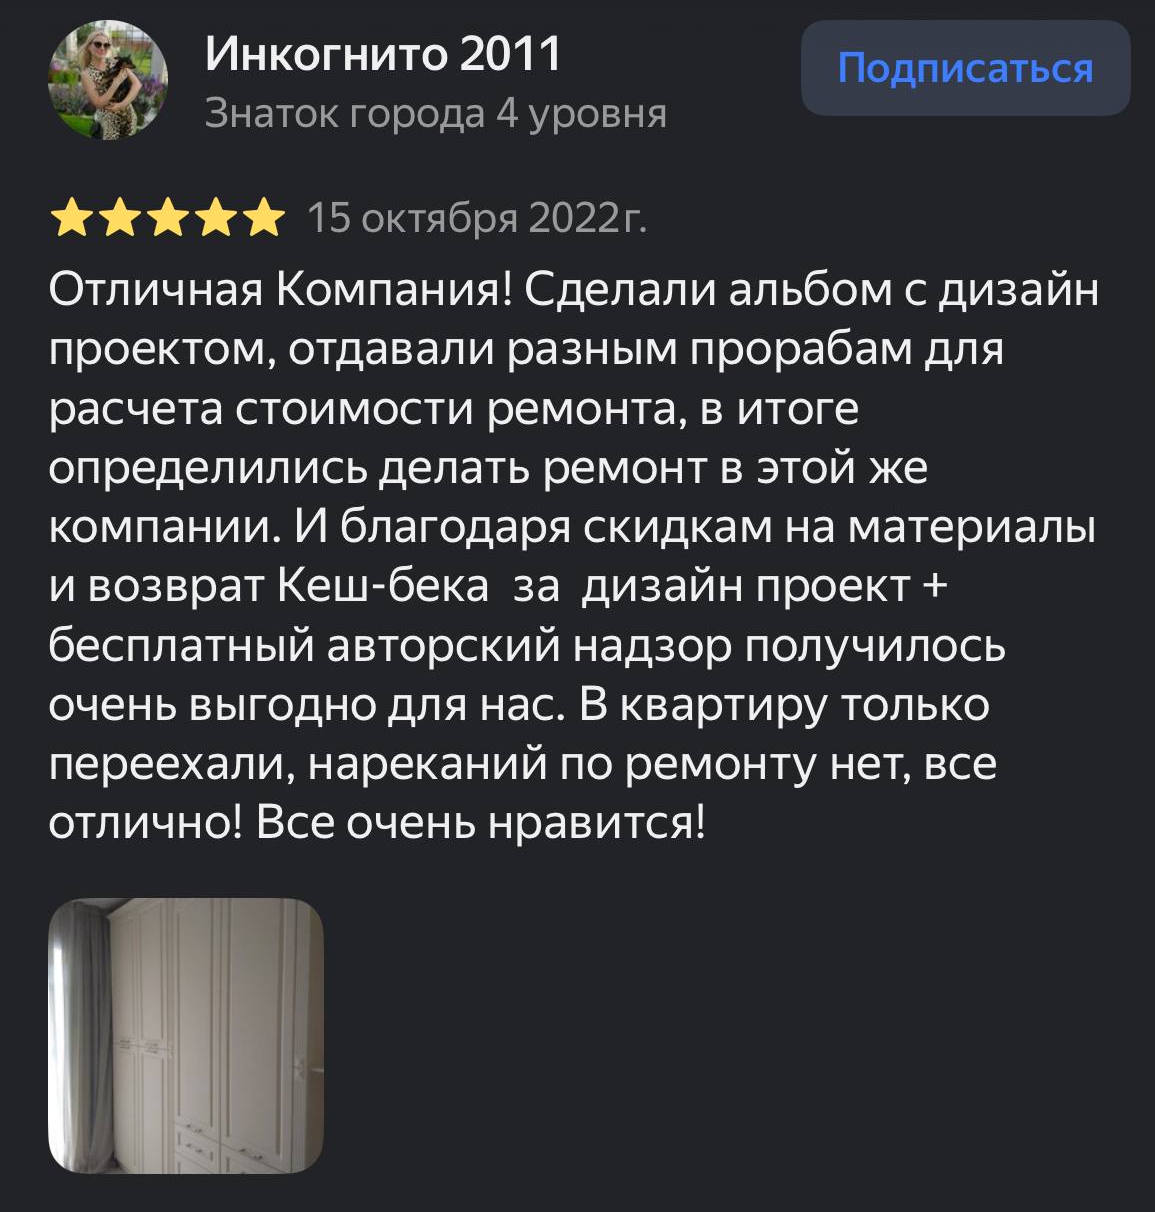 Инкогнито 2011
Подписаться
Знаток города 4 уровня
15 октября 2022г.
Отличная Компания! Сделали альбом с дизайн
проектом, отдавали разным прорабам для
расчета стоимости ремонта, в итоге
определились делать ремонт в этой же
компании. И благодаря скидкам на материалы
и возврат Кеш-бека  за  дизайн проект +
бесплатный авторский надзор получилось
очень выгодно для нас. В квартиру только
переехали, нареканий по ремонту нет, все
отлично! Все очень нравится!